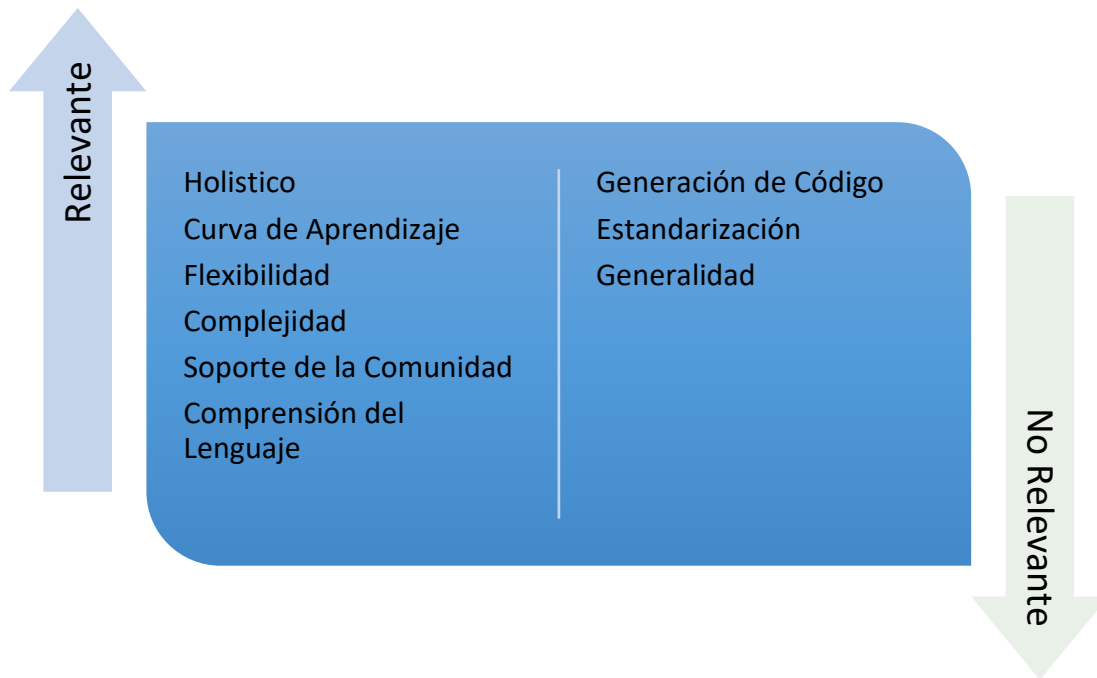 Relevante
Holistico
Curva de Aprendizaje
Flexibilidad
Complejidad
Soporte de la Comunidad
Comprensión del
Lenguaje
Generación de Código
Estandarización
Generalidad
No Relevante